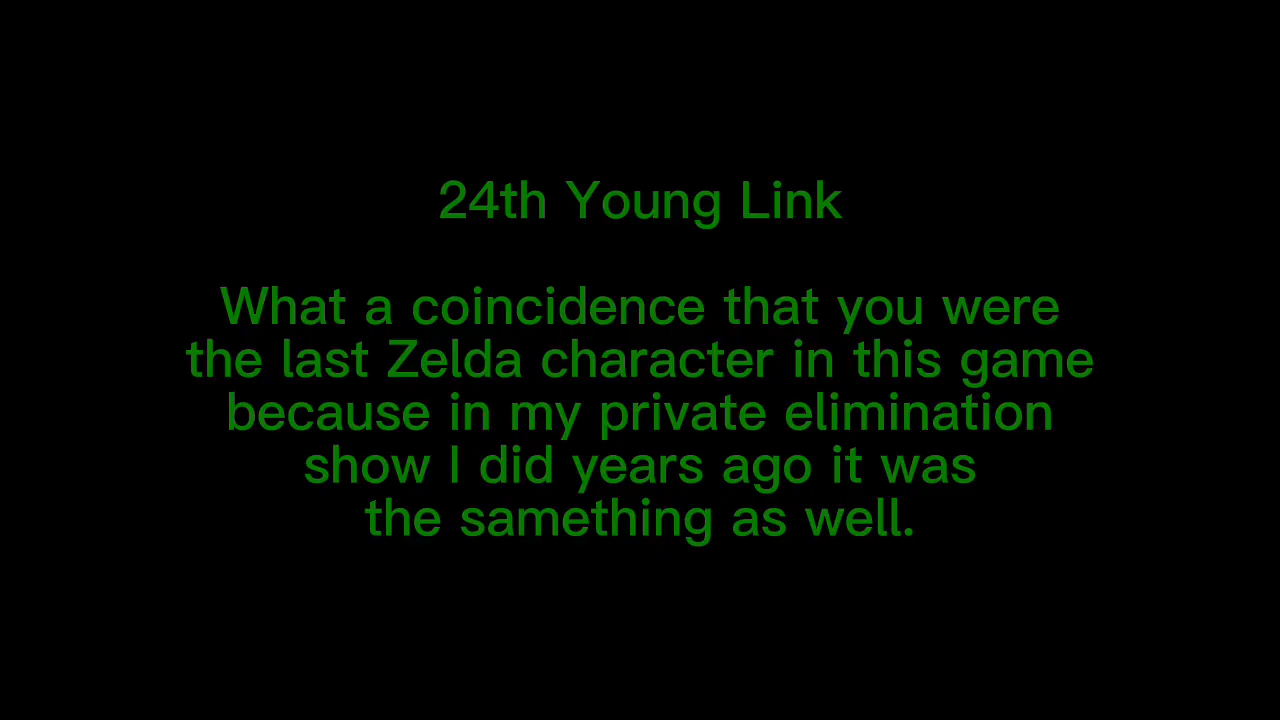 24th Young Link
What a coincidence that you were
the last Zelda character in this game
because in my private elimination
show I did years ago it was
the samething as well.